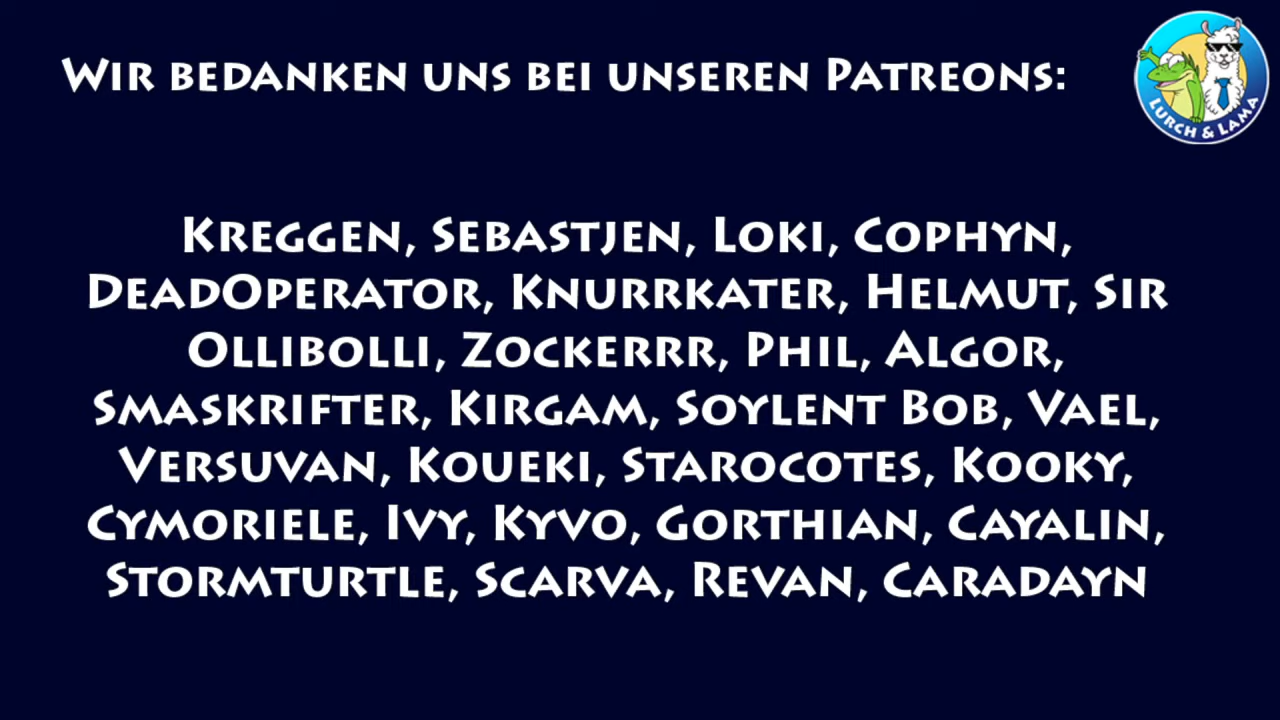 Wir bedanken uns bei unseren Patreons:
Lurch & Lama
Kreggen, Sebastjen, Loki, Cophyn,
DeadOperator, Knurrkater, Helmut, Sir
Ollibolli, Zockerrr, Phil, Algor,
Smaskrifter, Kirgam, Soylent Bob, Vael,
Versuvan, Koueki, Starocotes, Kooky,
Cymoriele, Ivy, Kyvo, Gorthian, Cayalin,
Stormturtle, Scarva, Revan, Caradayn